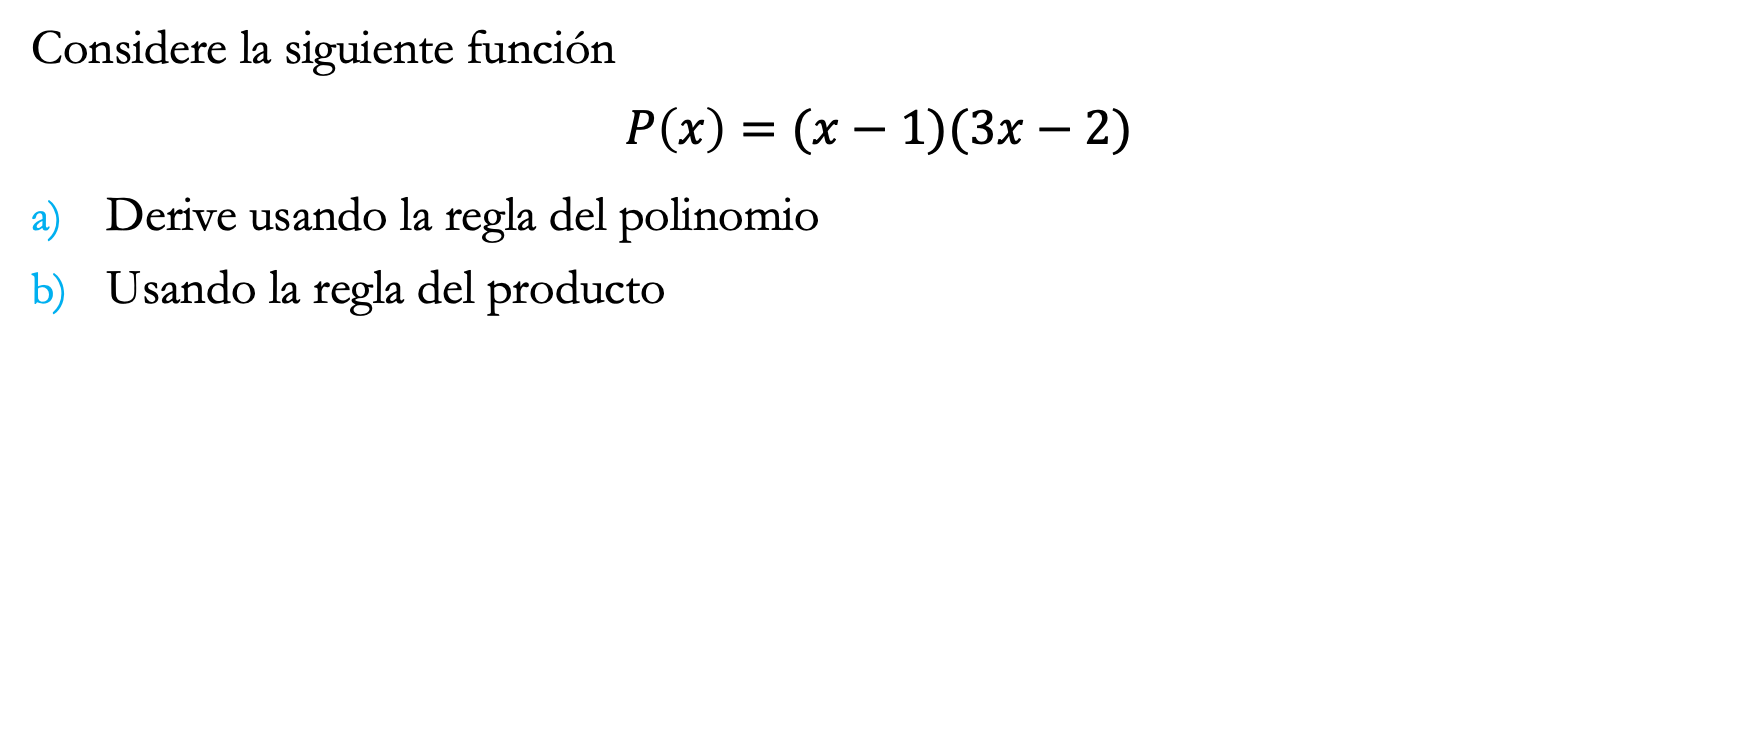 Considere la siguiente función
P(x) = (x − 1)(3x − 2)
a) Derive usando la regla del polinomio
b) Usando la regla del producto